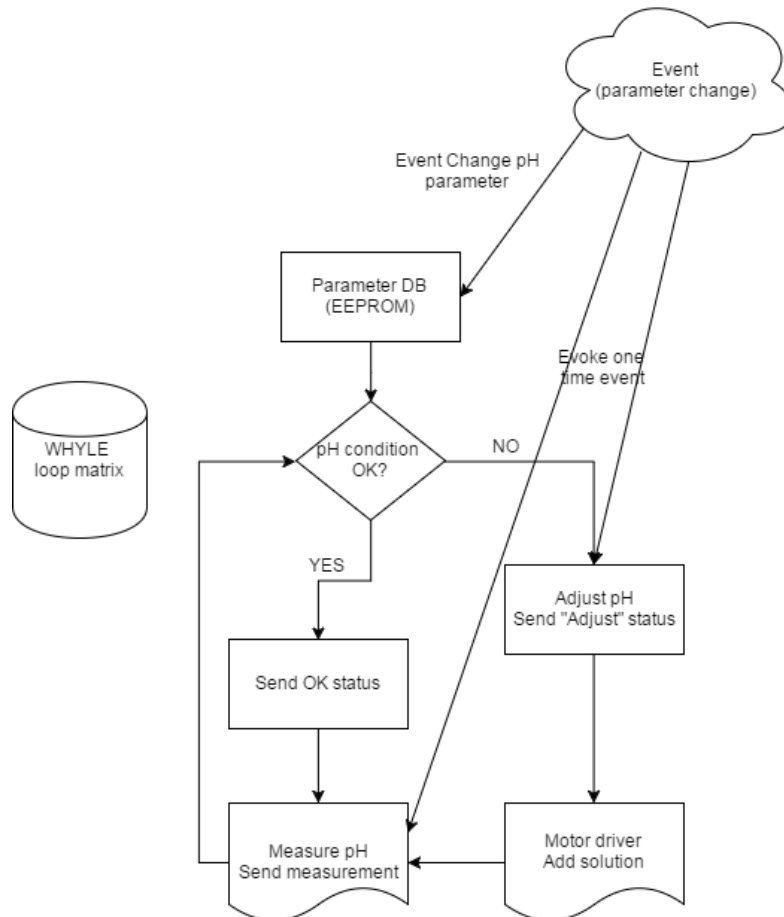 Event
(parameter change)
Event Change pH
parameter
Parameter DB
(EEPROM)
Evoke one
time event
WHYLE
loop matrix
pH condition
OK?
NO
YES
Adjust pH
Send "Adjust" status
Send OK status
Measure pH
Send measurement
Motor driver
Add solution